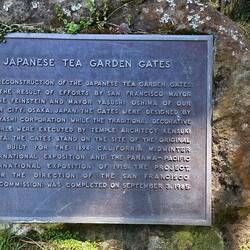 JAPANESE TEA GARDEN GATES
RECONSTRUCTION OF THE JAPANESE TEA GARDEN GATES
THE RESULT OF EFFORTS BY SAN FRANCISCO MAYOR
FEINSTEIN AND MAYOR YASUSHI OSHIMA OF OUR
CITY OSAKA, JAPAN THE GATES WERE DESIGNED BY
CORPORATION WHILE THE TRADITIONAL DECORATIVE
WERE EXECUTED BY TEMPLE ARCHITECT KENSUKE
THE GATES STAND ON THE SITE OF THE ORIGINAL
BUILT FOR THE 1894 CALIFORNIA MIDWINTER
EXPOSITION AND THE PANAMA-PACIFIC
EXPOSITION OF 1915. THE PROJECT,
THE DIRECTION OF THE SAN FRANCISCO
COMMISSION WAS COMPLETED ON SEPTEMBER 3, 1985.